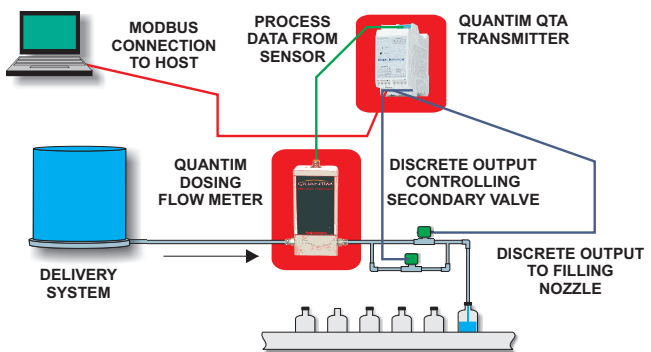 MODBUS
CONNECTION
TO HOST
PROCESS
DATA FROM
SENSOR
QUANTIM QTA
TRANSMITTER
QUANTIM
DOSING
FLOW METER
QUANTIM
DISCRETE OUTPUT
CONTROLLING
SECONDARY VALVE
DELIVERY
SYSTEM
DISCRETE OUTPUT
TO FILLING
NOZZLE